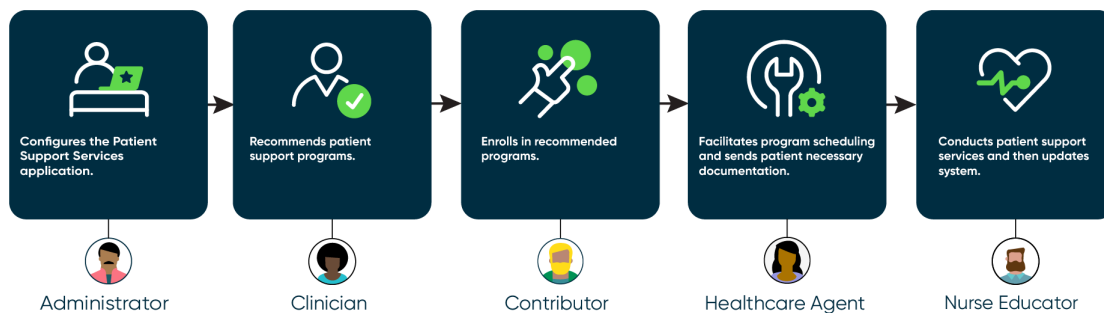 Configures the Patient
Support Services
application.
Recommends patient
support programs.
Enrolls in recommended
programs.
Facilitates program scheduling
and sends patient necessary
documentation.
Conducts patient support
services and then updates
system.
Administrator
Clinician
Contributor
Healthcare Agent
Nurse Educator